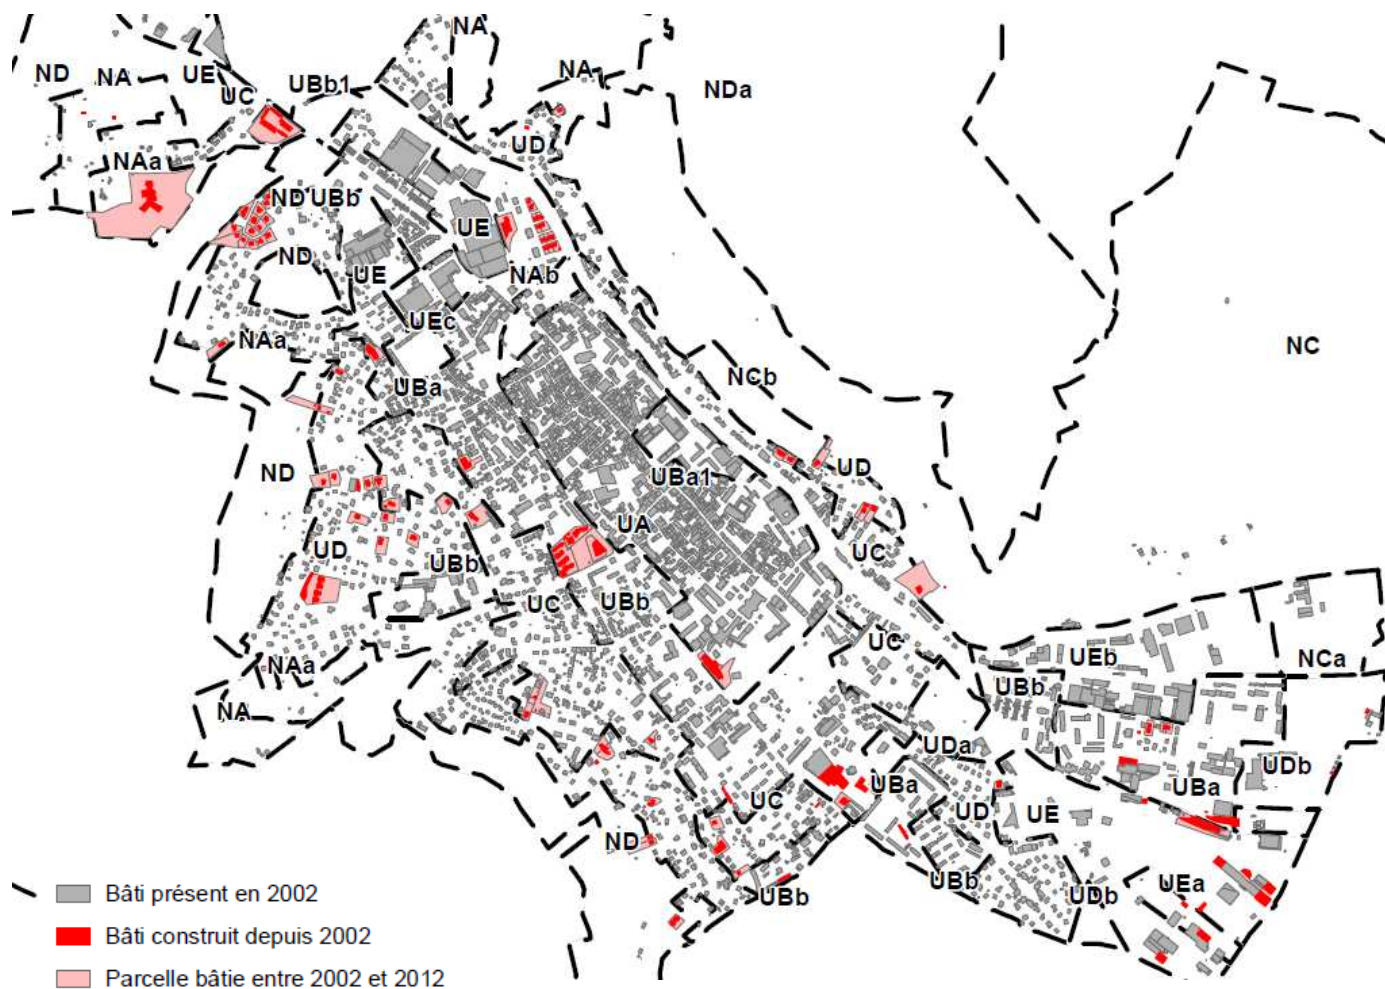 NA
ND
NA
UE
UBb1
NA
NDa
UC
UD
NAa
ND
UBb
UE
ND
UE
NAb
UEc
NAa
NC
NCb
UBa
ND
UBa1
UD
UA
UD
UC
UBb
UC
UBb
UC
UEb
NCa
NAa
UBb
NA
UDa
UDb
UBa
UBa
UC
UD
UE
ND
UBb
UEa
UBb
UDb
Bâti présent en 2002
Bâti construit depuis 2002
Parcelle bâtie entre 2002 et 2012